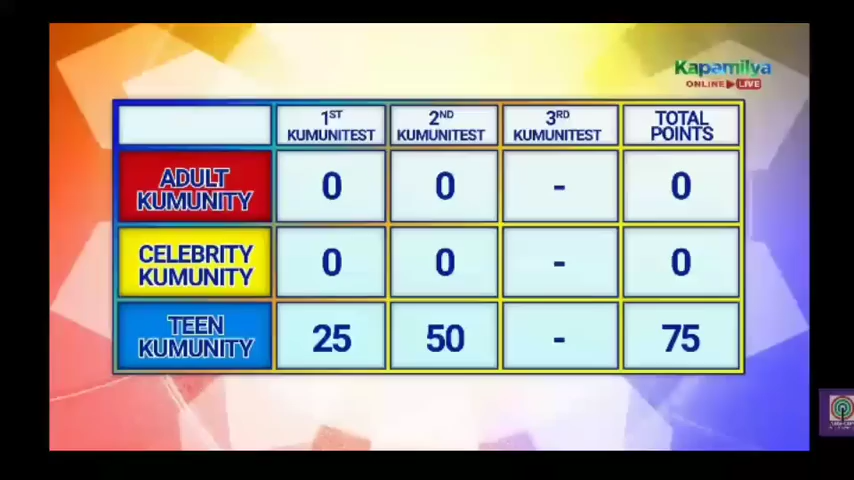 Kapamilya
ONLINE LIVE
1ST KUMUNITEST
2ND KUMUNITEST
3RD KUMUNITEST
TOTAL POINTS
ADULT KUMUNITY 0 0 - 0
CELEBRITY KUMUNITY 0 0 - 0
TEEN KUMUNITY 25 50 - 75